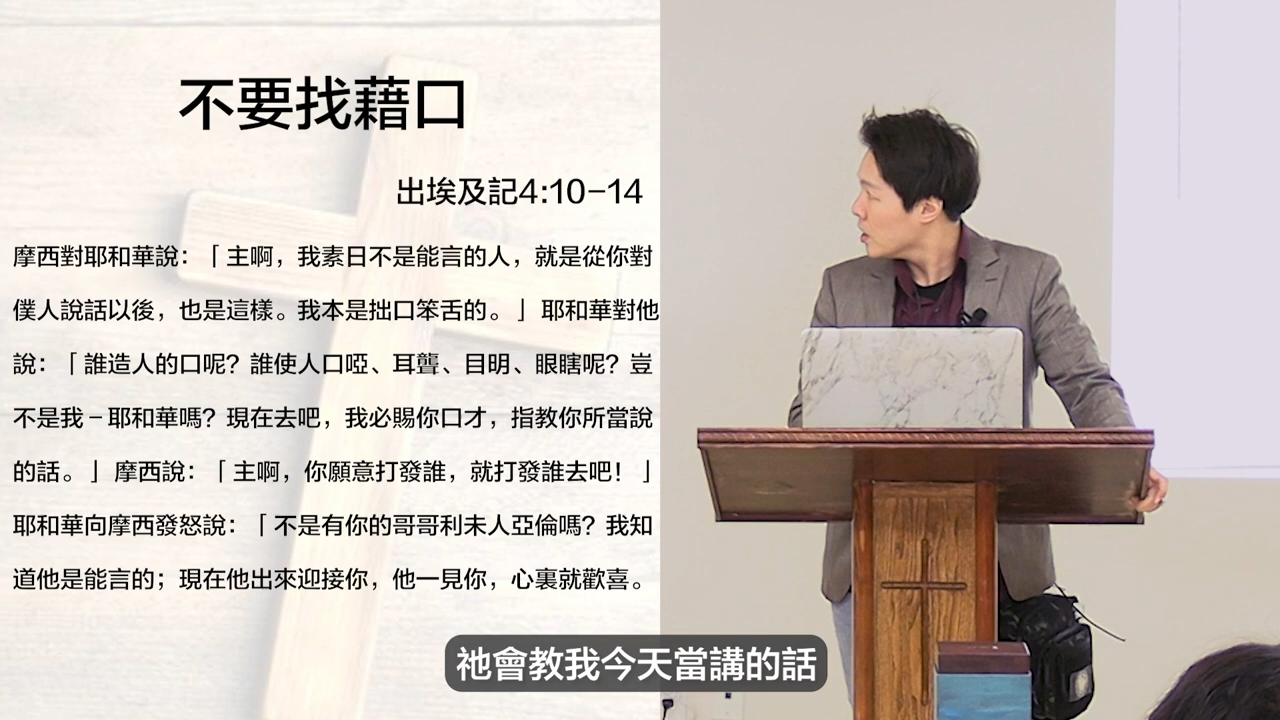 不要找藉口
出埃及記4:10-14
摩西對耶和華說：「主啊，我素日不是能言的人，就是從你對
僕人說話以後，也是這樣。我本是拙口笨舌的。」耶和華對他
說：「誰造人的口呢？誰使人口啞、耳聾、目明、眼瞎呢？豈
不是我－耶和華嗎？現在去吧，我必賜你口才，指教你所當說
的話。」摩西說：「主啊，你願意打發誰，就打發誰去吧！」
耶和華向摩西發怒說：「不是有你的哥哥利未人亞倫嗎？我知
道他是能言的；現在他出來迎接你，他一見你，心裏就歡喜。
祂會教我今天當講的話